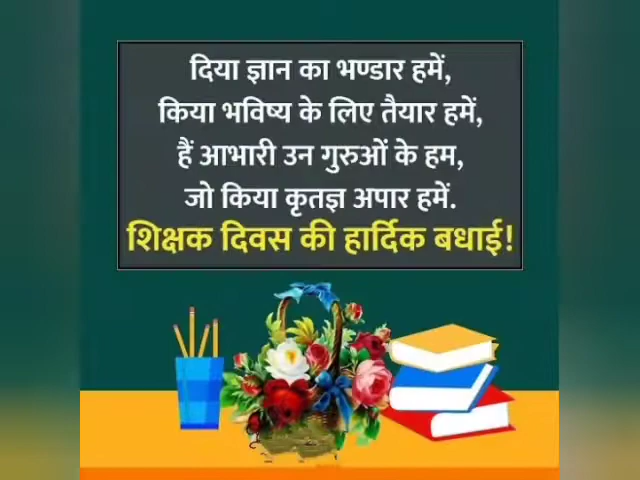 दिया ज्ञान का भण्डार हमें,
किया भविष्य के लिए तैयार हमें,
हैं आभारी उन गुरुओं के हम,
जो किया कृतज्ञ अपार हमें.
शिक्षक दिवस की हार्दिक बधाई!